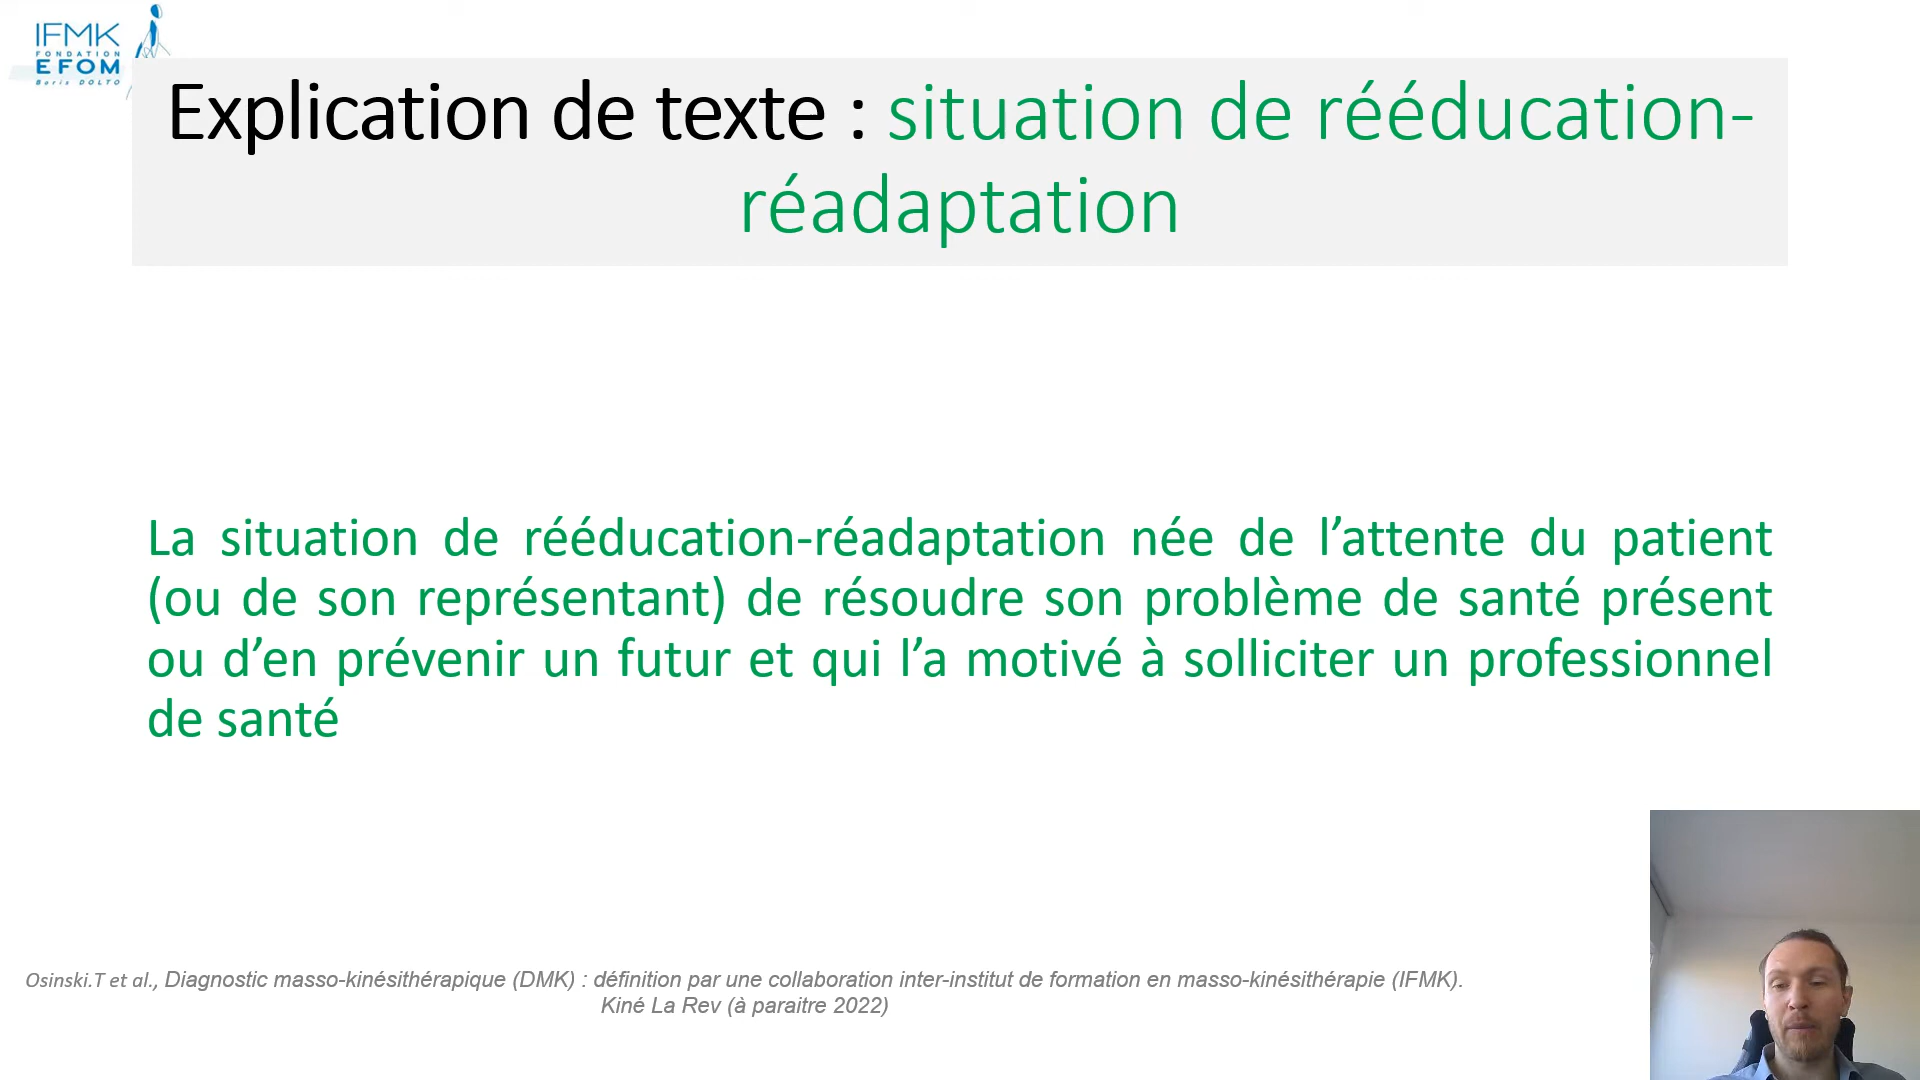 IFMK
FONDATION
EFOM
Boris DOLTO
Explication de texte : situation de rééducation-
réadaptation
La situation de rééducation-réadaptation née de l’attente du patient
(ou de son représentant) de résoudre son problème de santé présent
ou d’en prévenir un futur et qui l’a motivé à solliciter un professionnel
de santé
Osinski.T et al., Diagnostic masso-kinésithérapique (DMK) : définition par une collaboration inter-institut de formation en masso-kinésithérapie (IFMK).
Kiné La Rev (à paraitre 2022)